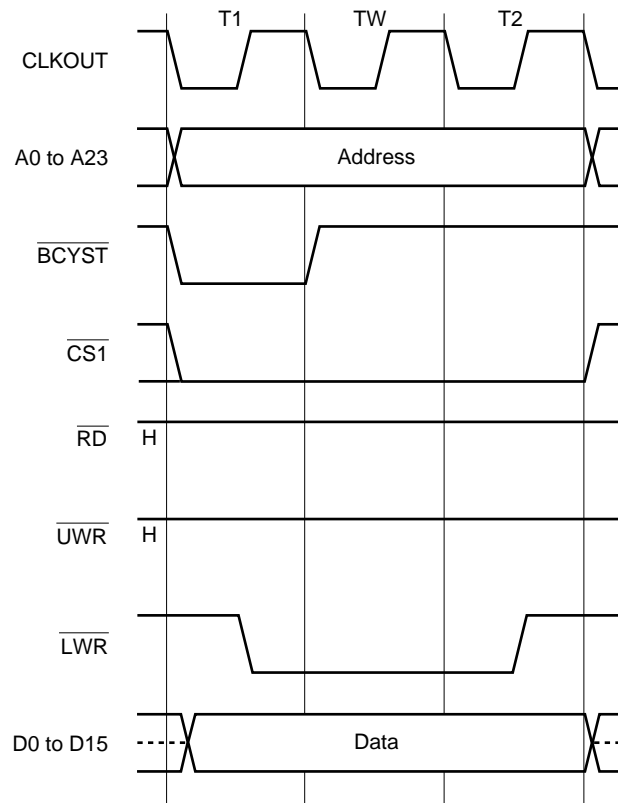 T1 TW T2
CLKOUT
A0 to A23 Address
BCYST
CS1
RD H
UWR H
LWR
D0 to D15 Data